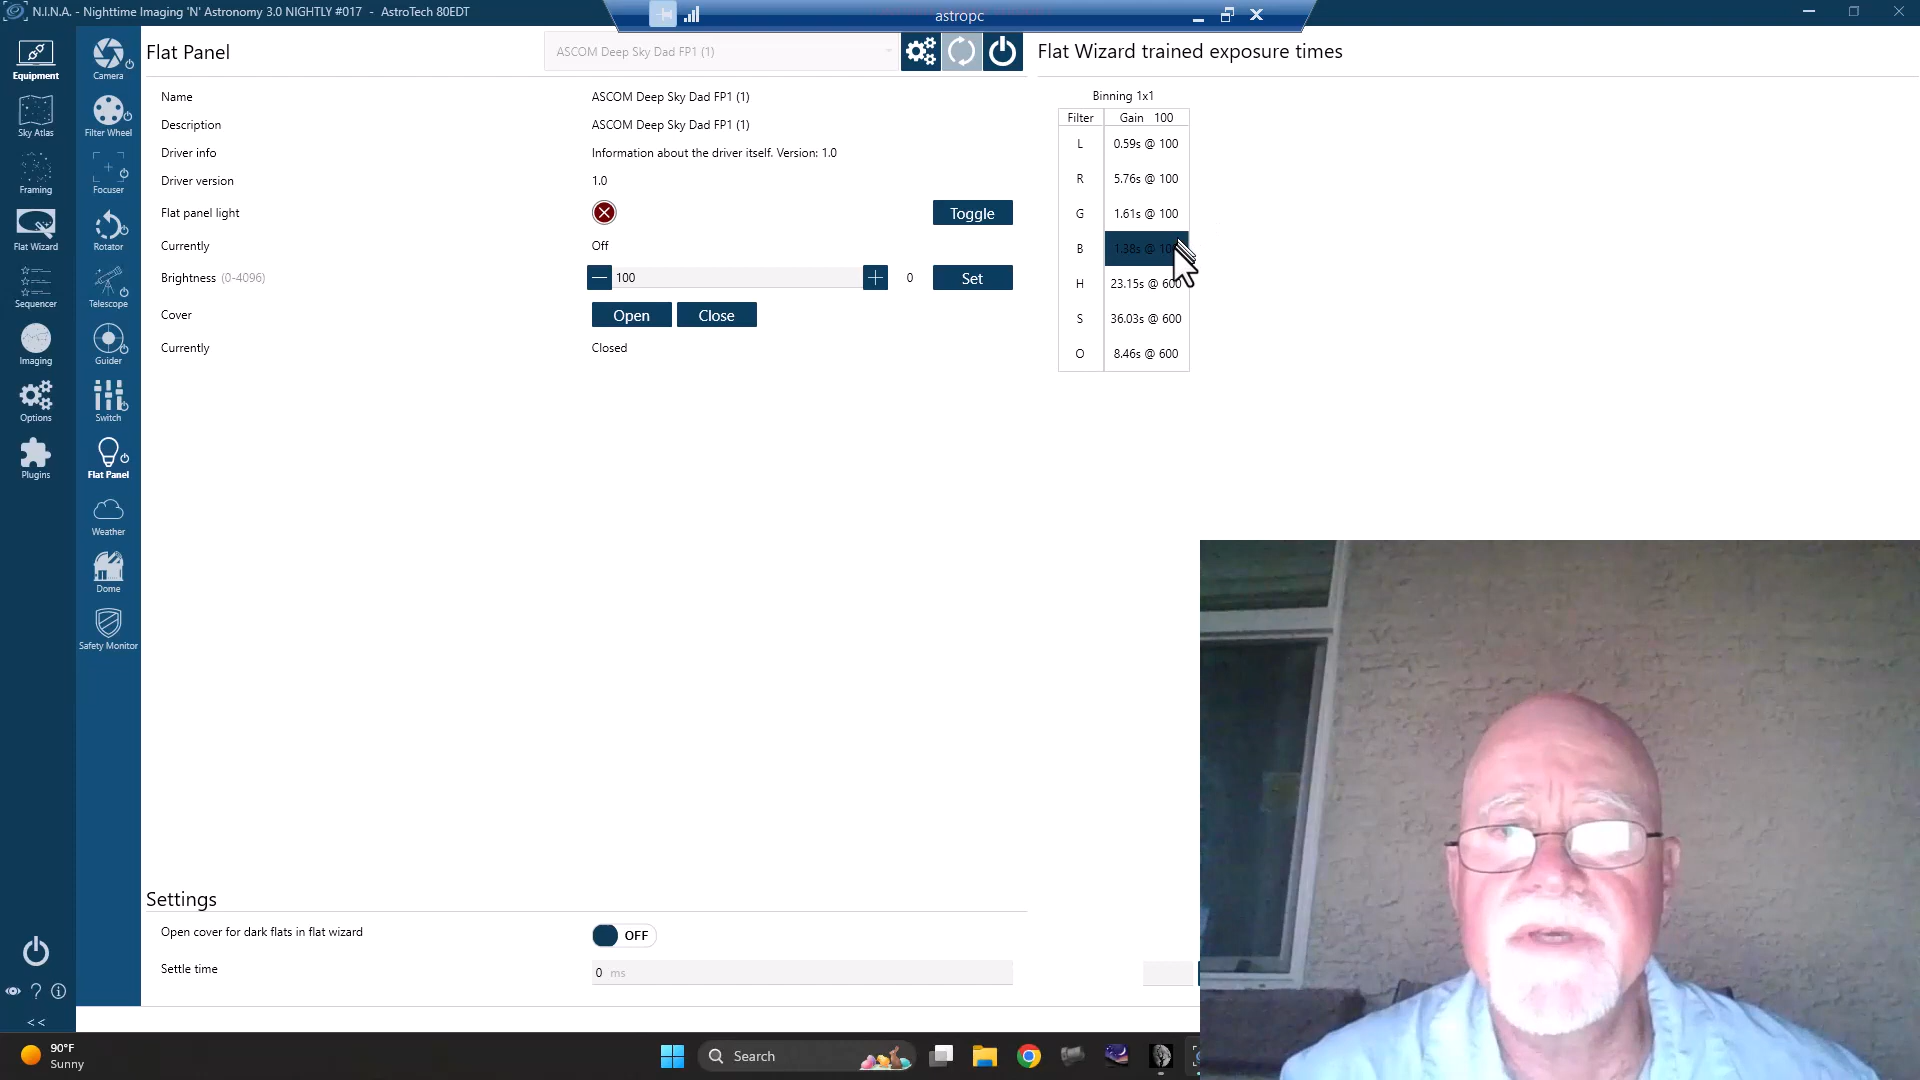 N.I.N.A. - Nighttime Imaging 'N' Astronomy 3.0 NIGHTLY #017 - AstroTech 80EDT
astropc
Equipment
Sky Atlas
Framing
Flat Wizard
Sequencer
Imaging
Options
Plugins
?
<<
Camera
Filter Wheel
Focuser
Rotator
Telescope
Guider
Switch
Flat Panel
Weather
Dome
Safety Monitor
Flat Panel
ASCOM Deep Sky Dad FP1 (1)
Name ASCOM Deep Sky Dad FP1 (1)
Description ASCOM Deep Sky Dad FP1 (1)
Driver info Information about the driver itself. Version: 1.0
Driver version 1.0
Flat panel light Toggle
Currently Off
Brightness (0-4096) 100 0 Set
Cover Open Close
Currently Closed
Flat Wizard trained exposure times
Binning 1x1
Filter Gain 100
L 0.59s @ 100
R 5.76s @ 100
G 1.61s @ 100
B 1.38s @
H 23.15s @ 600
S 36.03s @ 600
O 8.46s @ 600
Settings
Open cover for dark flats in flat wizard OFF
Settle time 0 ms
90°F
Sunny
Search